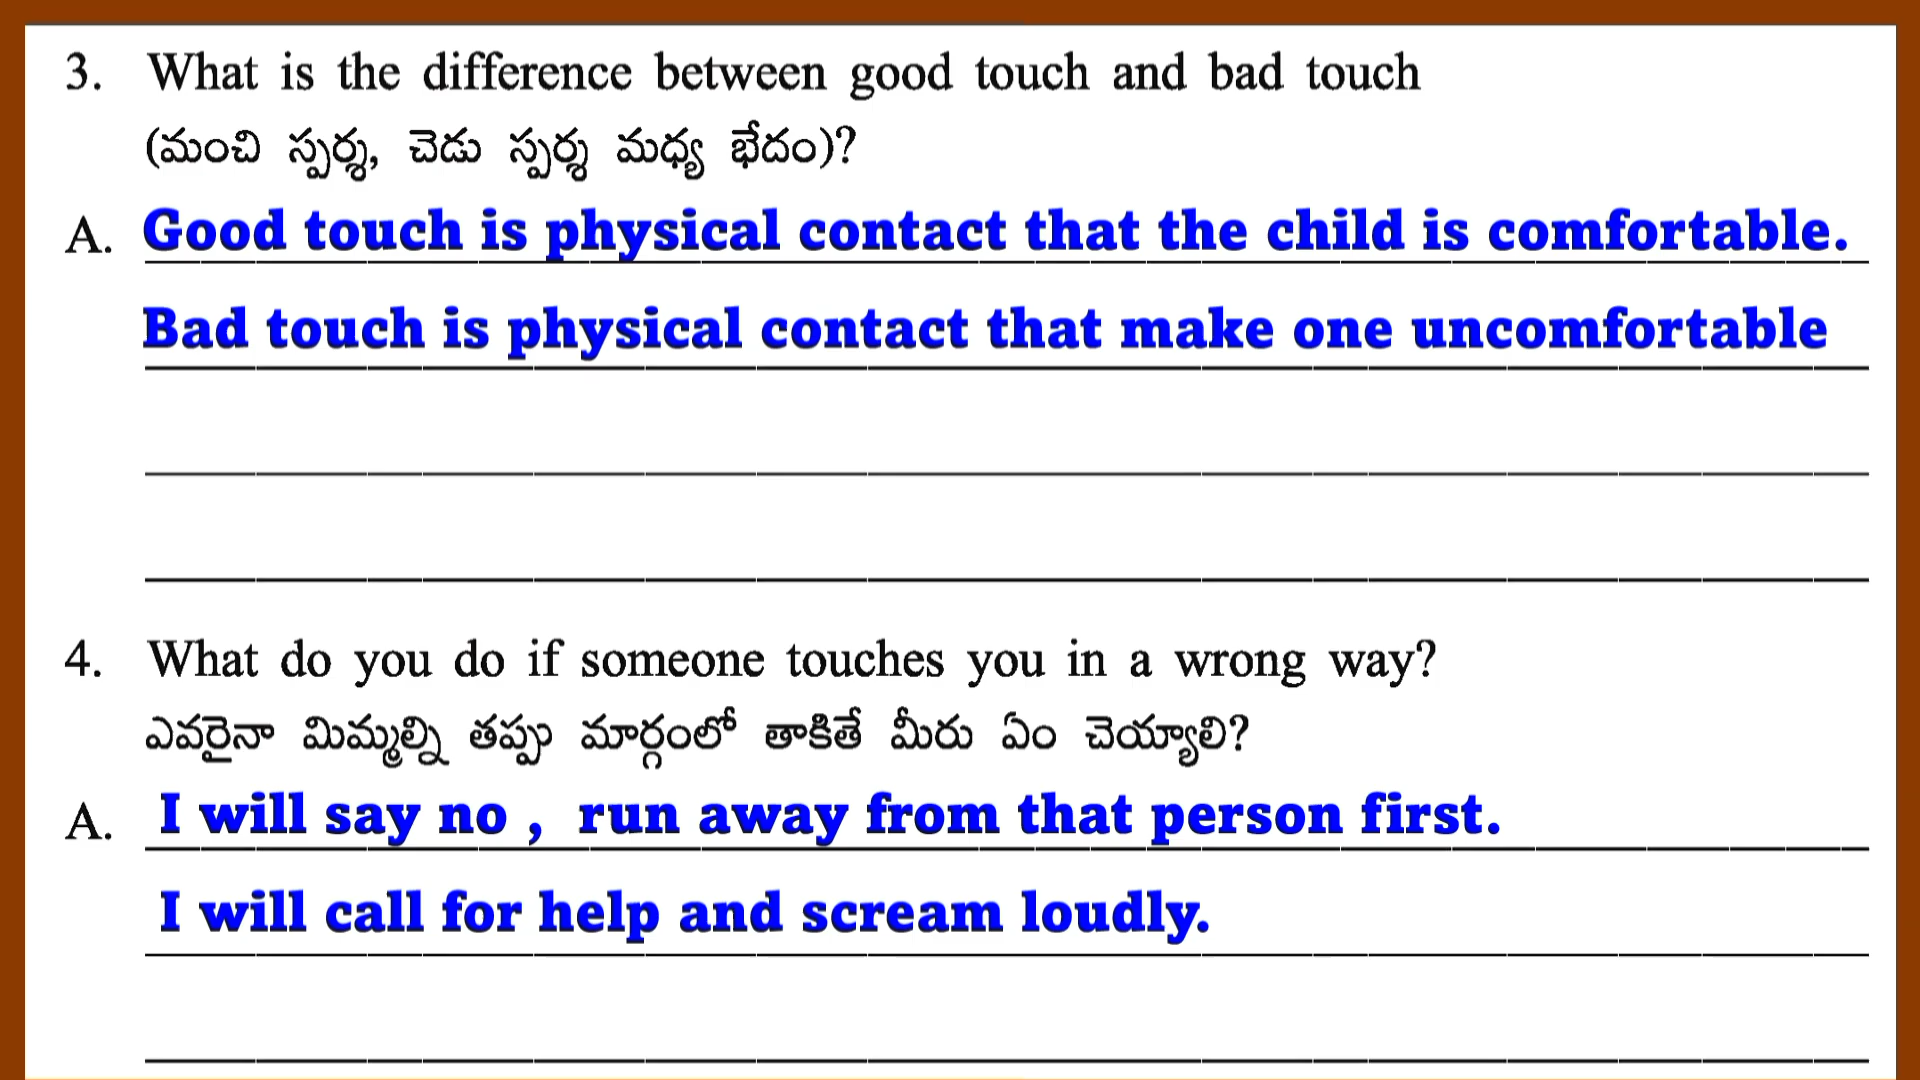 3. What is the difference between good touch and bad touch
(మంచి స్పర్శ, చెడు స్పర్శ మధ్య భేదం)?
A. Good touch is physical contact that the child is comfortable.
Bad touch is physical contact that make one uncomfortable
4. What do you do if someone touches you in a wrong way?
ఎవరైనా మిమ్మల్ని తప్పు మార్గంలో తాకితే మీరు ఏం చెయ్యాలి?
A. I will say no , run away from that person first.
I will call for help and scream loudly.